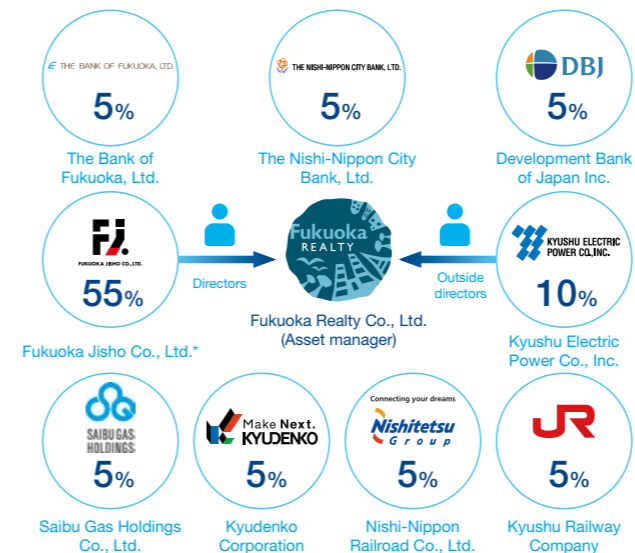 THE BANK OF FUKUOKA, LTD.
5%
The Bank of
Fukuoka, Ltd.
THE NISHI-NIPPON CITY BANK, LTD.
5%
The Nishi-Nippon City
Bank, Ltd.
DBJ
5%
Development Bank
of Japan Inc.
FJ.
FUKUOKA JISHO CO., LTD.
55%
Fukuoka Jisho Co., Ltd.*
Directors
Fukuoka
REALTY
Fukuoka Realty Co., Ltd.
(Asset manager)
Outside
directors
KYUSHU ELECTRIC
POWER CO., INC.
10%
Kyushu Electric
Power Co., Inc.
SAIBU GAS
HOLDINGS
5%
Saibu Gas Holdings
Co., Ltd.
Make Next.
KYUDENKO
5%
Kyudenko
Corporation
Connecting your dreams
Nishitetsu
Group
5%
Nishi-Nippon
Railroad Co., Ltd.
JR
5%
Kyushu Railway
Company